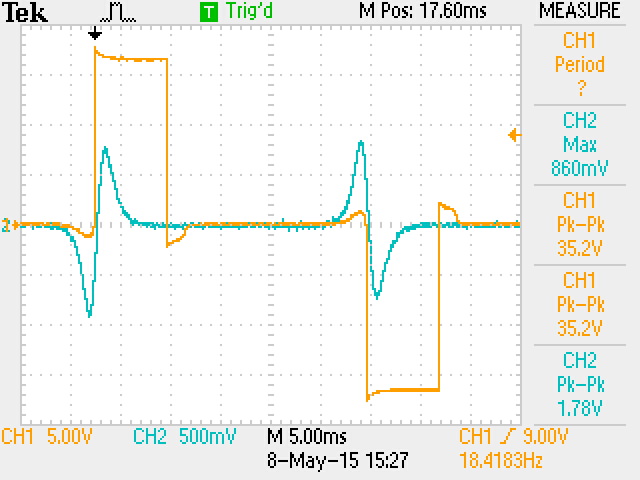 Tek T Trig'd M Pos: 17.60ms MEASURE
CH1
Period
?
CH2
Max
860mV
CH1
Pk-Pk
35.2V
CH1
Pk-Pk
35.2V
CH2
Pk-Pk
1.78V
2
CH1 5.00V CH2 500mV M 5.00ms CH1 9.00V
8-May-15 15:27 18.4183Hz